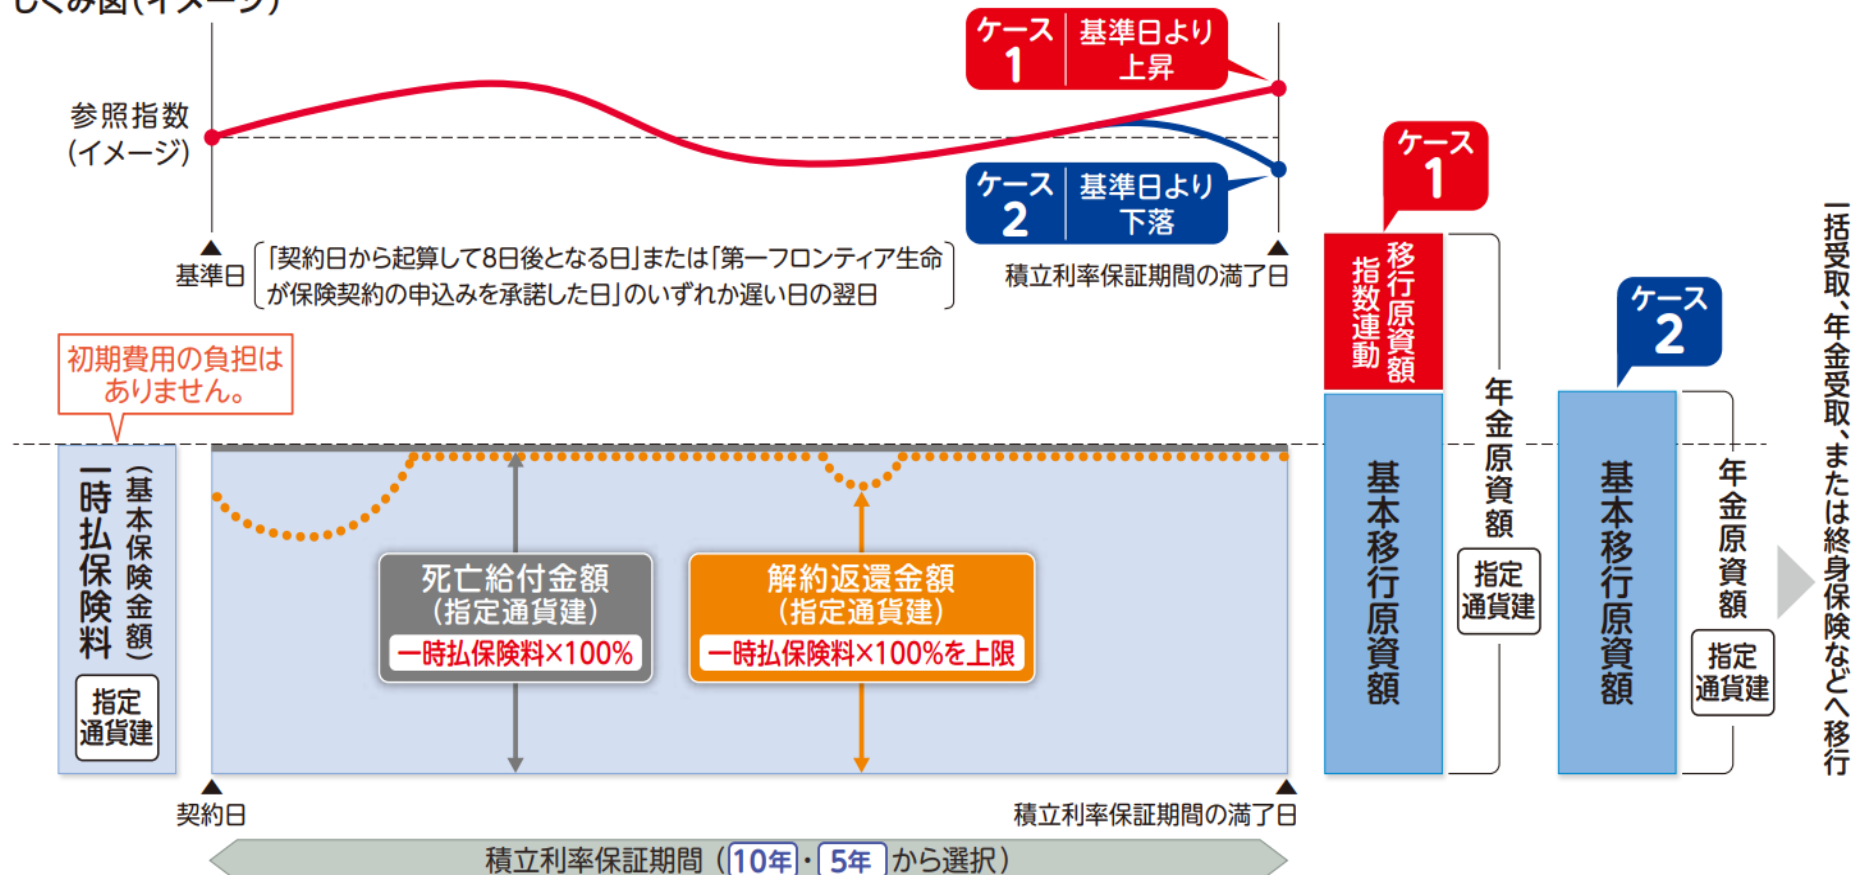 しくみ図(イメージ)
ケース
1
基準日より
上昇
参照指数
(イメージ)
ケース
2
基準日より
下落
基準日
「契約日から起算して8日後となる日」または「第一フロンティア生命
が保険契約の申込みを承諾した日」のいずれか遅い日の翌日
積立利率保証期間の満了日
初期費用の負担は
ありません。
一時払保険料
(基本保険金額)
指定
通貨建
死亡給付金額
(指定通貨建)
一時払保険料×100%
解約返還金額
(指定通貨建)
一時払保険料×100%を上限
契約日
積立利率保証期間の満了日
積立利率保証期間(10年・5年から選択)
ケース
1
指数連動
移行原資額
基本移行原資額
年金原資額
指定
通貨建
ケース
2
基本移行原資額
年金原資額
指定
通貨建
一括受取、年金受取、または終身保険などへ移行